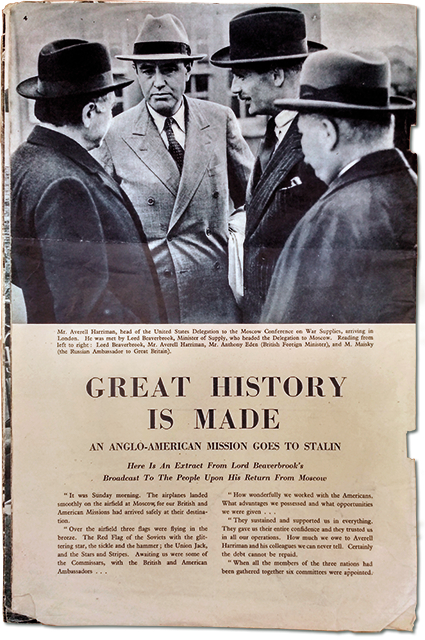 4
Mr. Averell Harriman, head of the United States Delegation to the Moscow Conference on War Supplies, arriving in
London. He was met by Lord Beaverbrook, Minister of Supply, who headed the Delegation to Moscow. Reading from
left to right: Lord Beaverbrook, Mr. Averell Harriman, Mr. Anthony Eden (British Foreign Minister), and M. Maisky
(the Russian Ambassador to Great Britain).
GREAT HISTORY
IS MADE
AN ANGLO-AMERICAN MISSION GOES TO STALIN
Here Is An Extract From Lord Beaverbrook's
Broadcast To The People Upon His Return From Moscow
"It was Sunday morning. The airplanes landed
smoothly on the airfield at Moscow, for our British and
American Missions had arrived safely at their destina-
tion.
"Over the airfield three flags were flying in the
breeze. The Red Flag of the Soviets with the glit-
tering star, the sickle and the hammer; the Union Jack,
and the Stars and Stripes. Awaiting us were some of
the Commissars, with the British and American
Ambassadors . . .
"How wonderfully we worked with the Americans.
What advantages we possessed and what opportunities
we were given . . .
"They sustained and supported us in everything.
They gave us their entire confidence and they trusted us
in all our operations. How much we owe to Averell
Harriman and his colleagues we can never tell. Certainly
the debt cannot be repaid.
"When all the members of the three nations had
been gathered together six committees were appointed.